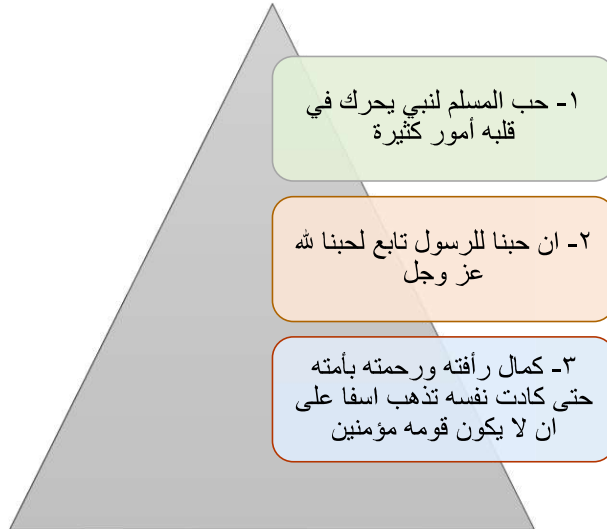 ١- حب المسلم لنبي يحرك في
قلبه أمور كثيرة
٢- ان حبنا للرسول تابع لحبنا لله
عز وجل
٣- كمال رأفته ورحمته بأمته
حتى كادت نفسه تذهب اسفا على
ان لا يكون قومه مؤمنين